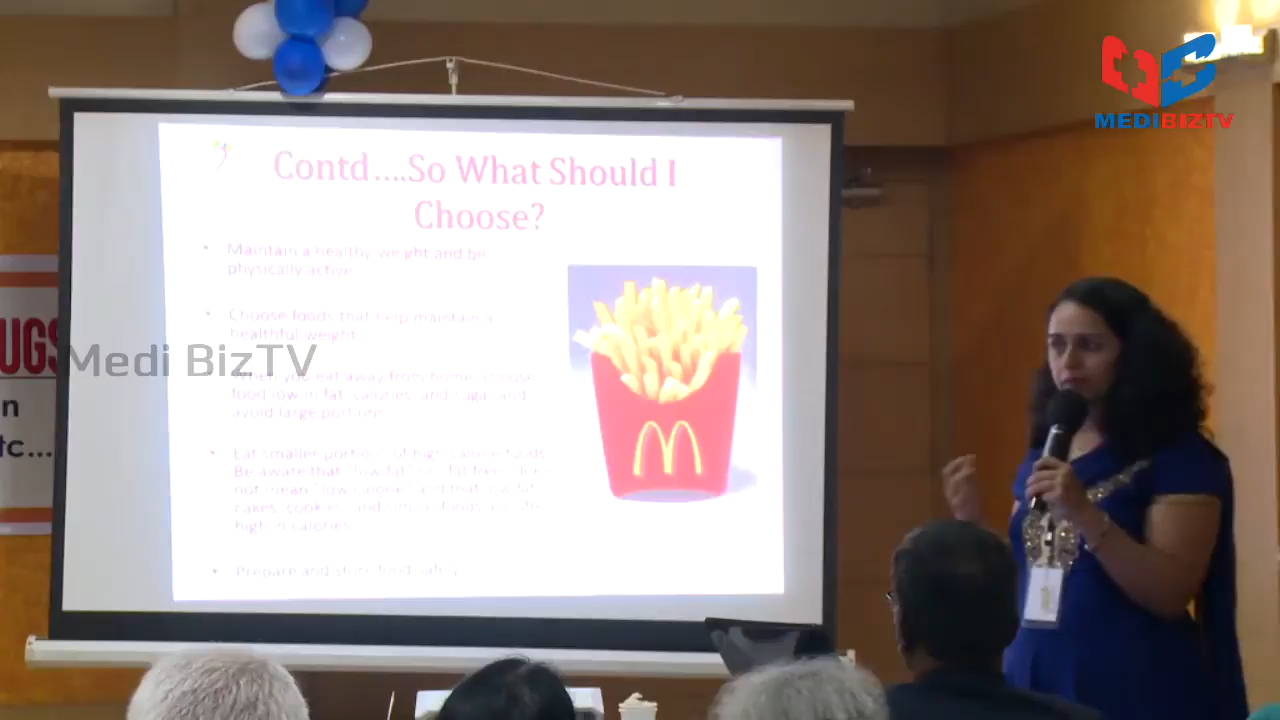 MEDIBIZTV
Contd....So What Should I
Choose?
• Maintain a healthy weight and be
physically active
• Choose foods that help maintain a
healthful weight
Medi BizTV
When you eat away from home, choose
food low in fat, calories, and sugar and
avoid large portions
• Eat smaller portions of high calorie foods.
Be aware that "low fat" or "fat free" does
not mean "low calorie" and that low fat
cakes, cookies, and similar foods are often
high in calories
• Prepare and store food safely
UGS
n
tc...